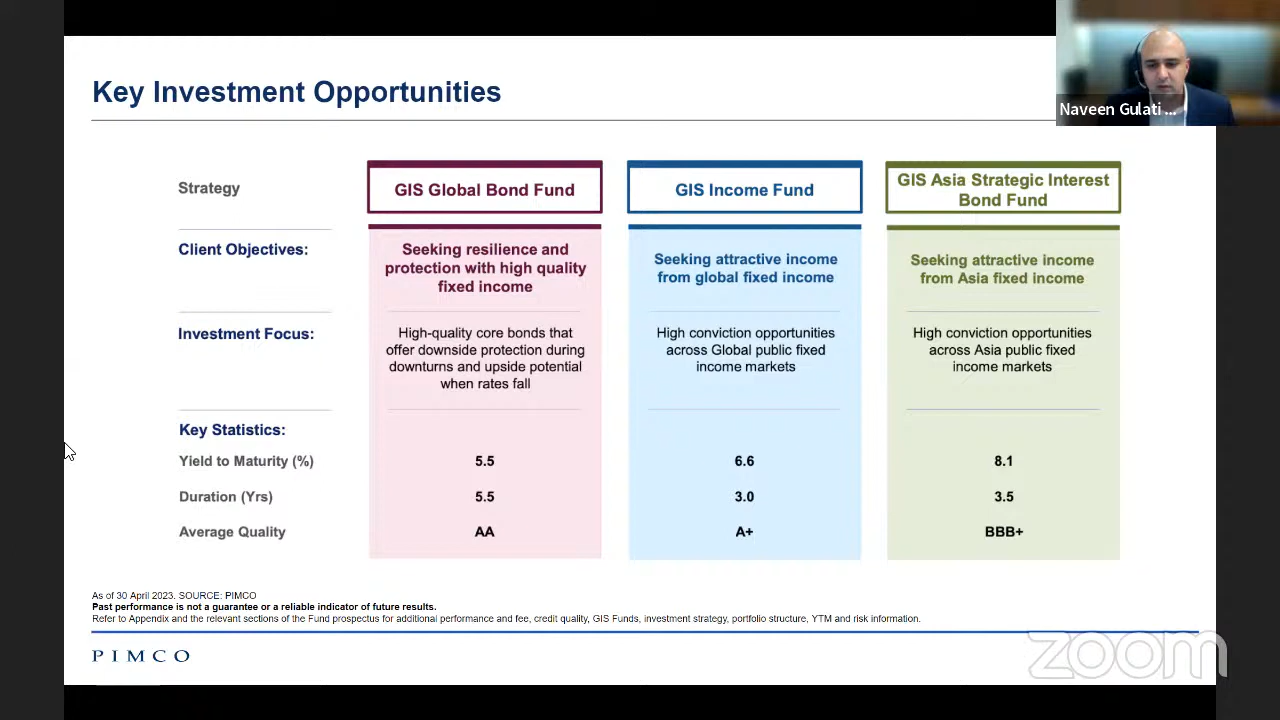 Key Investment Opportunities
Naveen Gulati ...
Strategy
GIS Global Bond Fund
GIS Income Fund
GIS Asia Strategic Interest
Bond Fund
Client Objectives:
Seeking resilience and
protection with high quality
fixed income
Seeking attractive income
from global fixed income
Seeking attractive income
from Asia fixed income
Investment Focus:
High-quality core bonds that
offer downside protection during
downturns and upside potential
when rates fall
High conviction opportunities
across Global public fixed
income markets
High conviction opportunities
across Asia public fixed
income markets
Key Statistics:
Yield to Maturity (%) 5.5 6.6 8.1
Duration (Yrs) 5.5 3.0 3.5
Average Quality AA A+ BBB+
As of 30 April 2023. SOURCE: PIMCO
Past performance is not a guarantee or a reliable indicator of future results.
Refer to Appendix and the relevant sections of the Fund prospectus for additional performance and fee, credit quality, GIS Funds, investment strategy, portfolio structure, YTM and risk information.
PIMCO
zoom